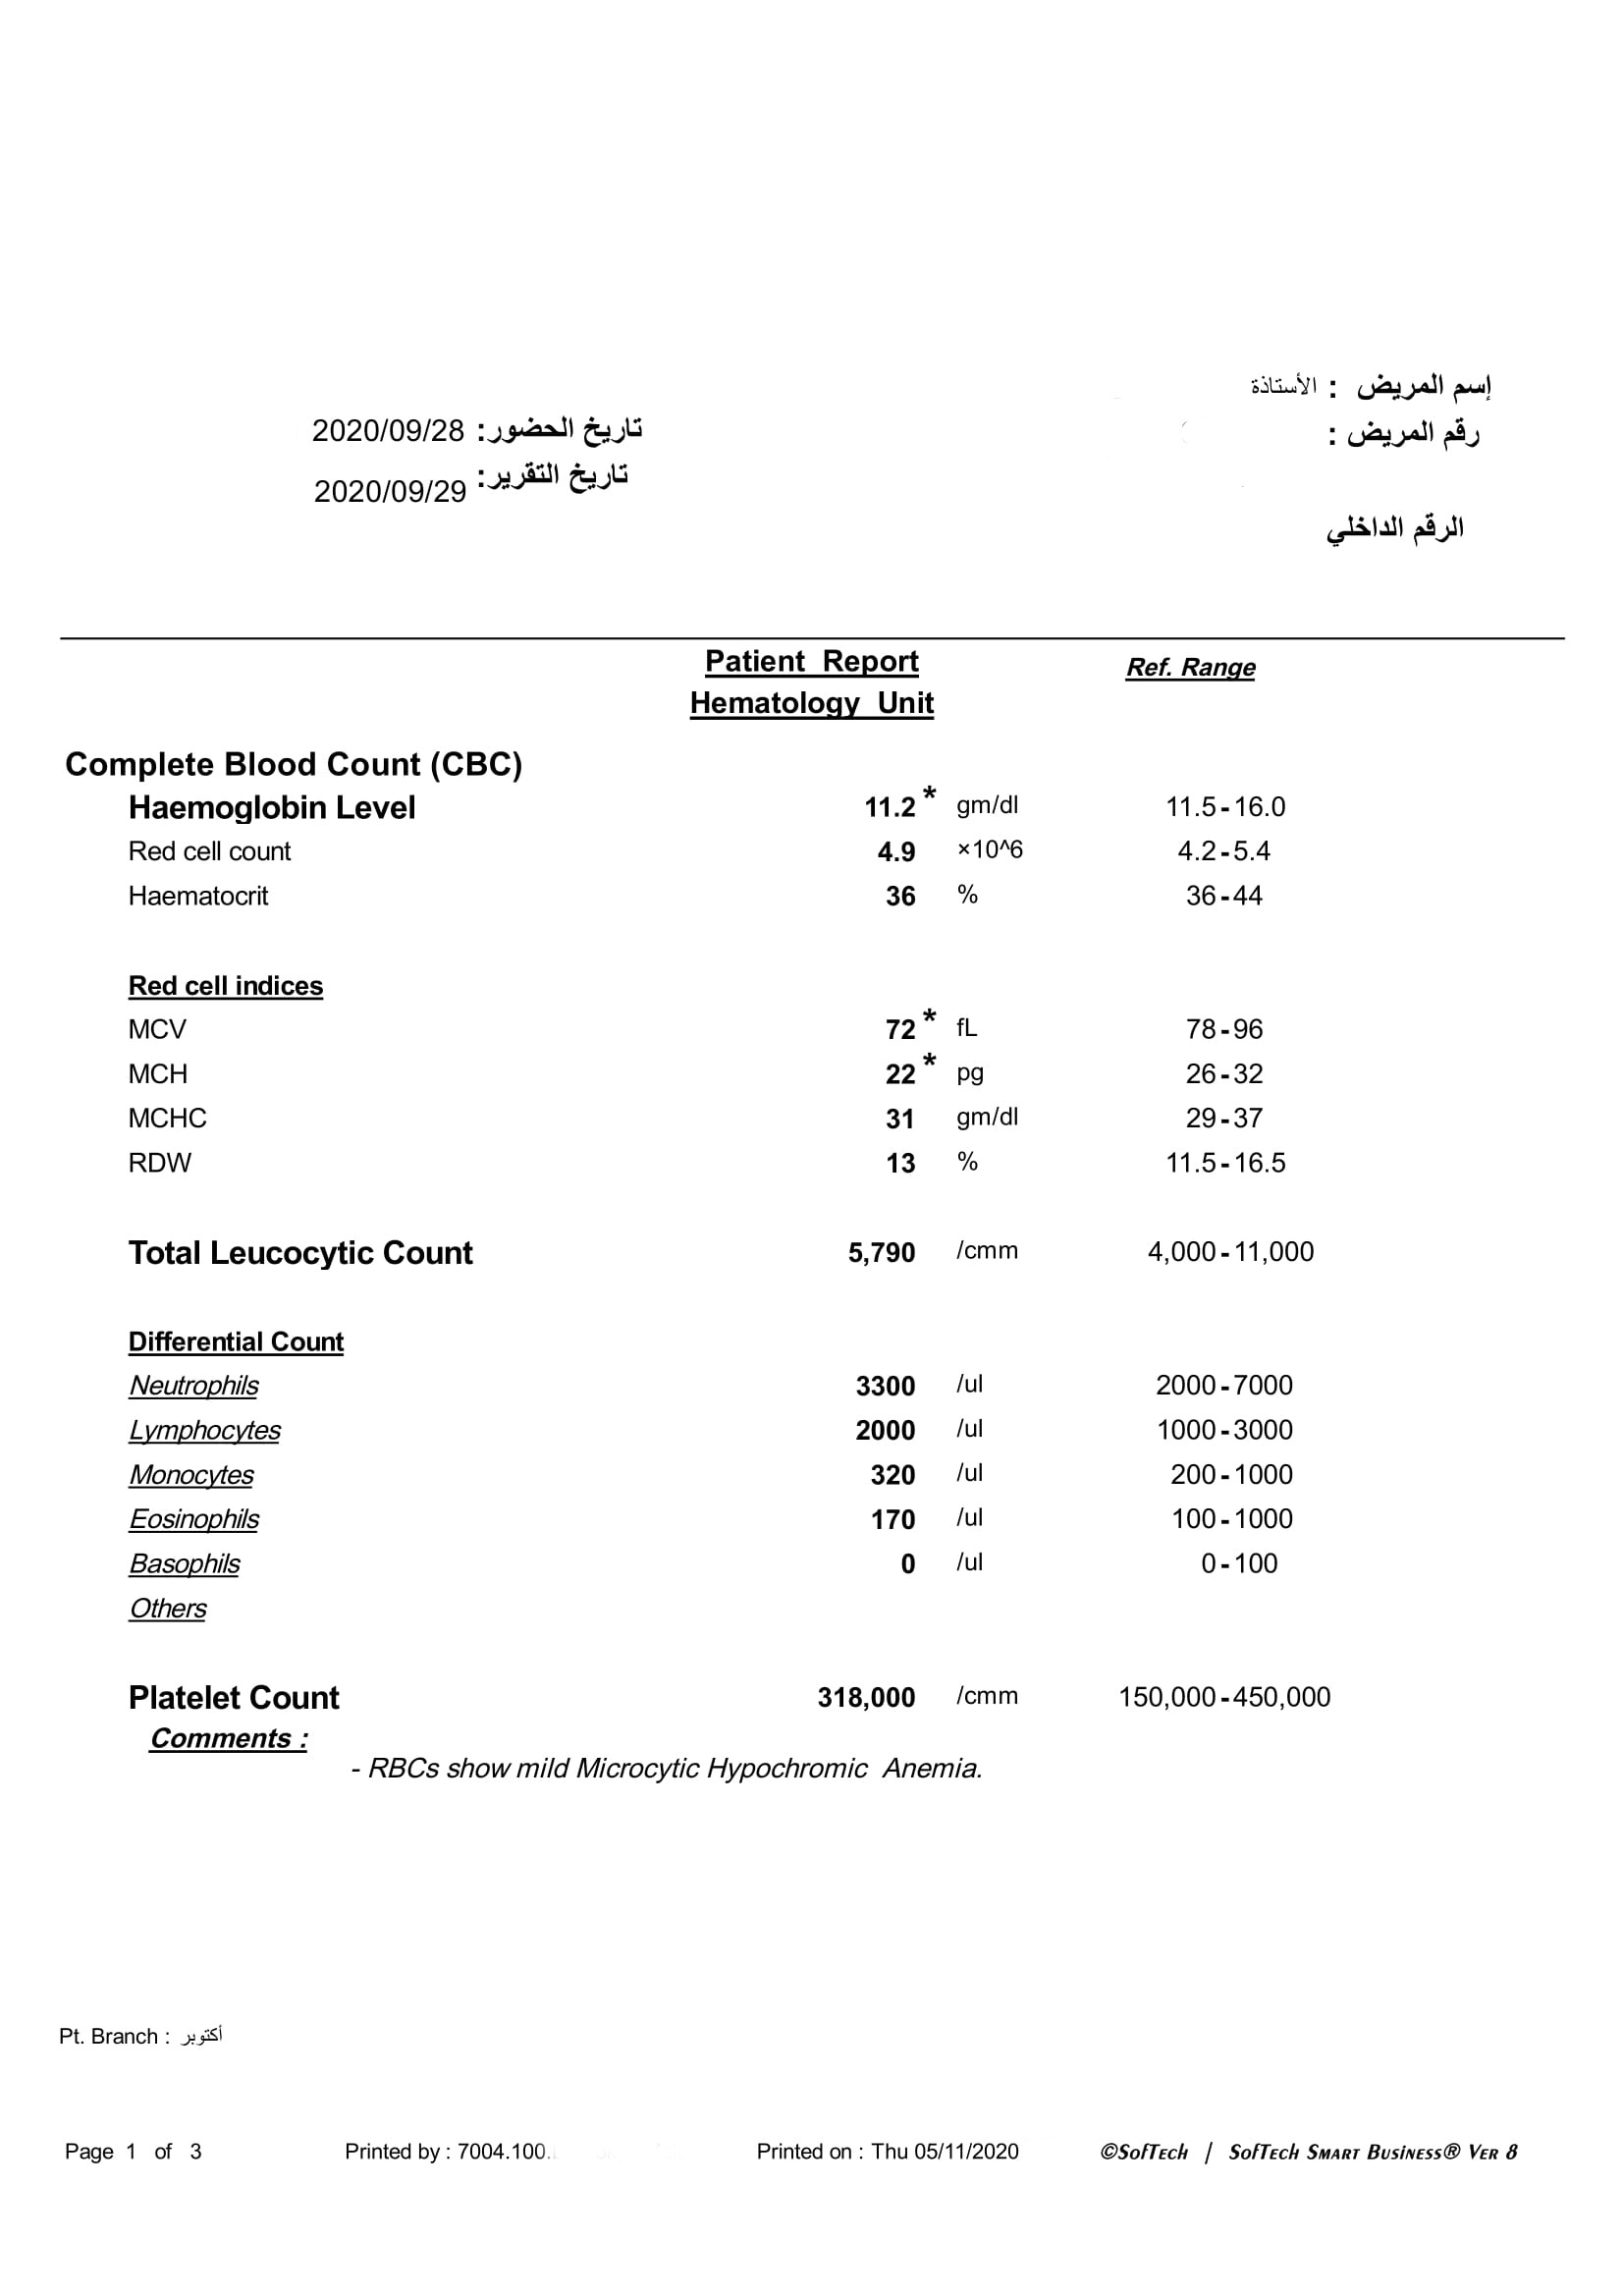 إسم المريض : الأستاذة
رقم المريض :
تاريخ الحضور: 2020/09/28
تاريخ التقرير: 2020/09/29
الرقم الداخلي
Patient Report Ref. Range
Hematology Unit
Complete Blood Count (CBC)
Haemoglobin Level 11.2 * gm/dl 11.5 - 16.0
Red cell count 4.9 ×10^6 4.2 - 5.4
Haematocrit 36 % 36 - 44
Red cell indices
MCV 72 * fL 78 - 96
MCH 22 * pg 26 - 32
MCHC 31 gm/dl 29 - 37
RDW 13 % 11.5 - 16.5
Total Leucocytic Count 5,790 /cmm 4,000 - 11,000
Differential Count
Neutrophils 3300 /ul 2000 - 7000
Lymphocytes 2000 /ul 1000 - 3000
Monocytes 320 /ul 200 - 1000
Eosinophils 170 /ul 100 - 1000
Basophils 0 /ul 0 - 100
Others
Platelet Count 318,000 /cmm 150,000 - 450,000
Comments :
- RBCs show mild Microcytic Hypochromic Anemia.
Pt. Branch : أكتوبر
Page 1 of 3 Printed by : 7004.100. Printed on : Thu 05/11/2020 ©SofTech | SofTech Smart Business® Ver 8